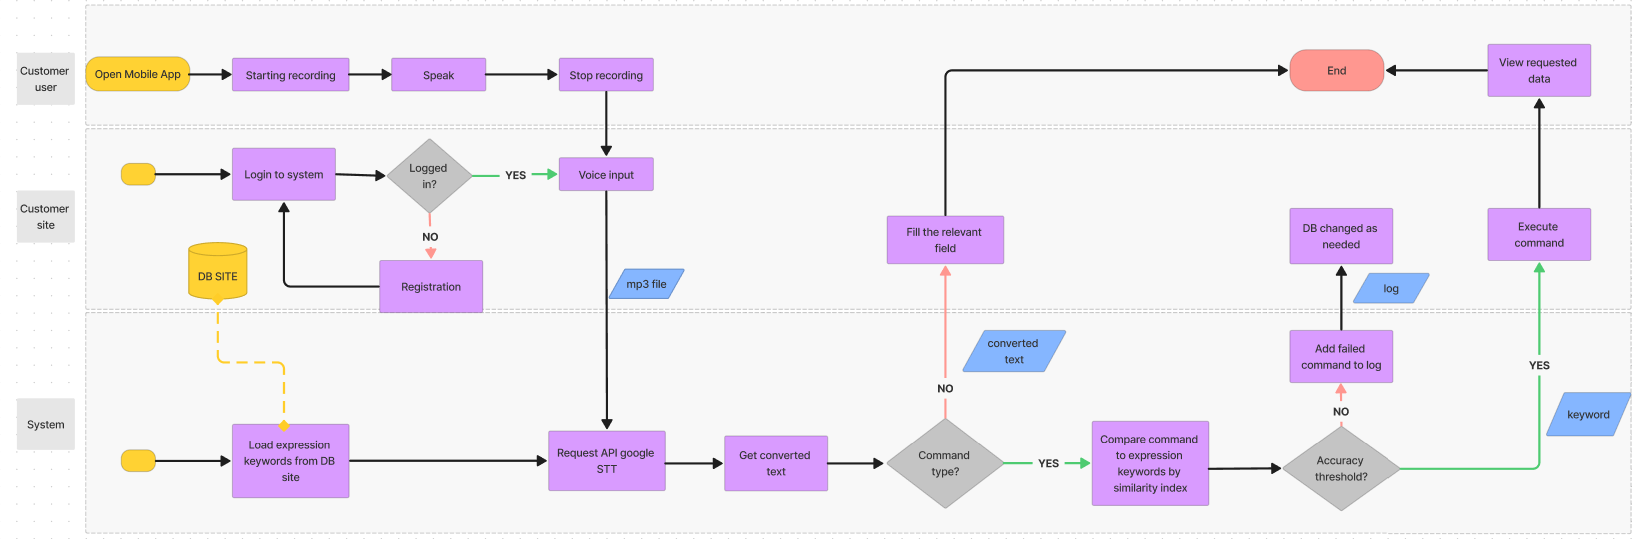 Customer
user
Open Mobile App
Starting recording
Speak
Stop recording
End
View requested
data
Customer
site
Login to system
Logged
in?
YES
Voice input
NO
Registration
DB SITE
mp3 file
Fill the relevant
field
DB changed as
needed
Execute
command
log
System
converted
text
Add failed
command to log
YES
NO
NO
keyword
Load expression
keywords from DB
site
Request API google
STT
Get converted
text
Command
type?
YES
Compare command
to expression
keywords by
similarity index
Accuracy
threshold?